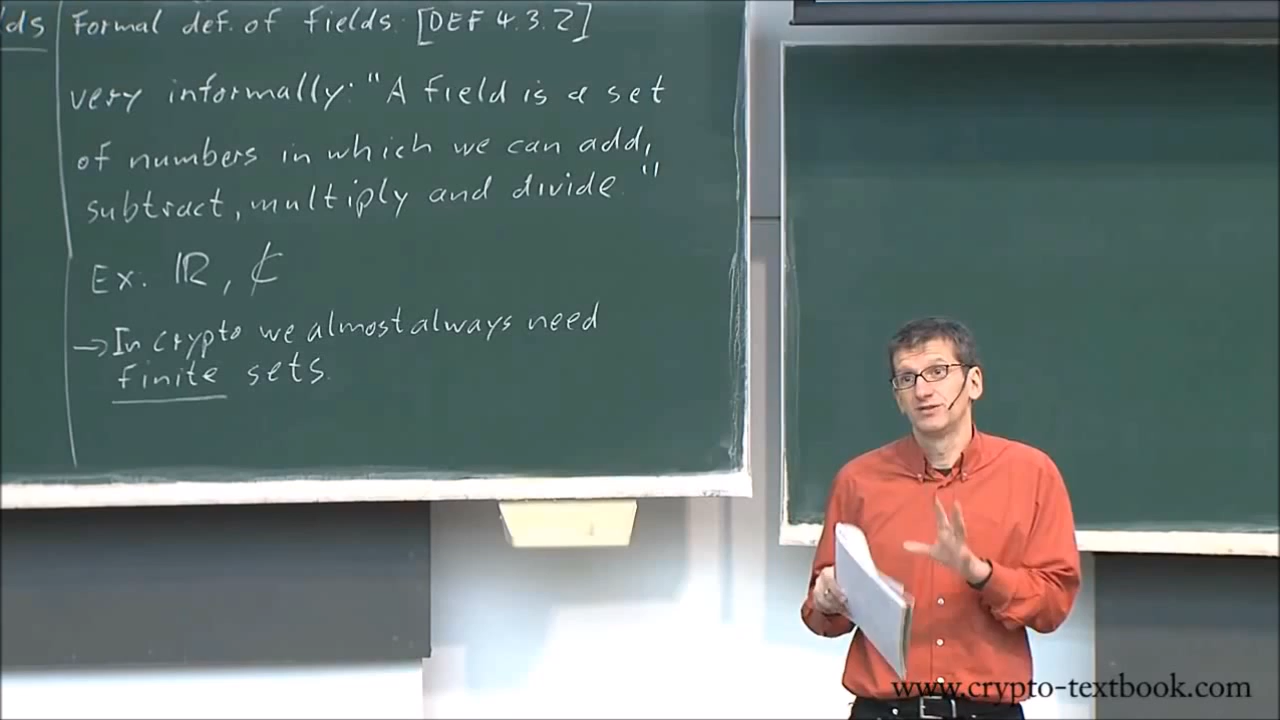 ds Formal def. of fields: [DEF 4.3.2]
very informally: "A field is a set
of numbers in which we can add,
subtract, multiply and divide."
Ex: ℝ, ℂ
→ In crypto we almost always need
finite sets.
www.crypto-textbook.com